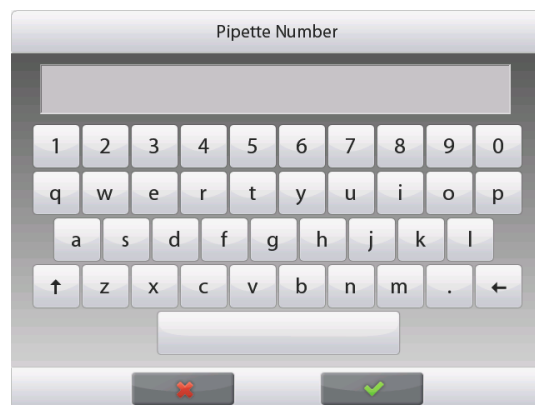 Pipette Number
1 2 3 4 5 6 7 8 9 0
q w e r t y u i o p
a s d f g h j k l
↑ z x c v b n m . ←